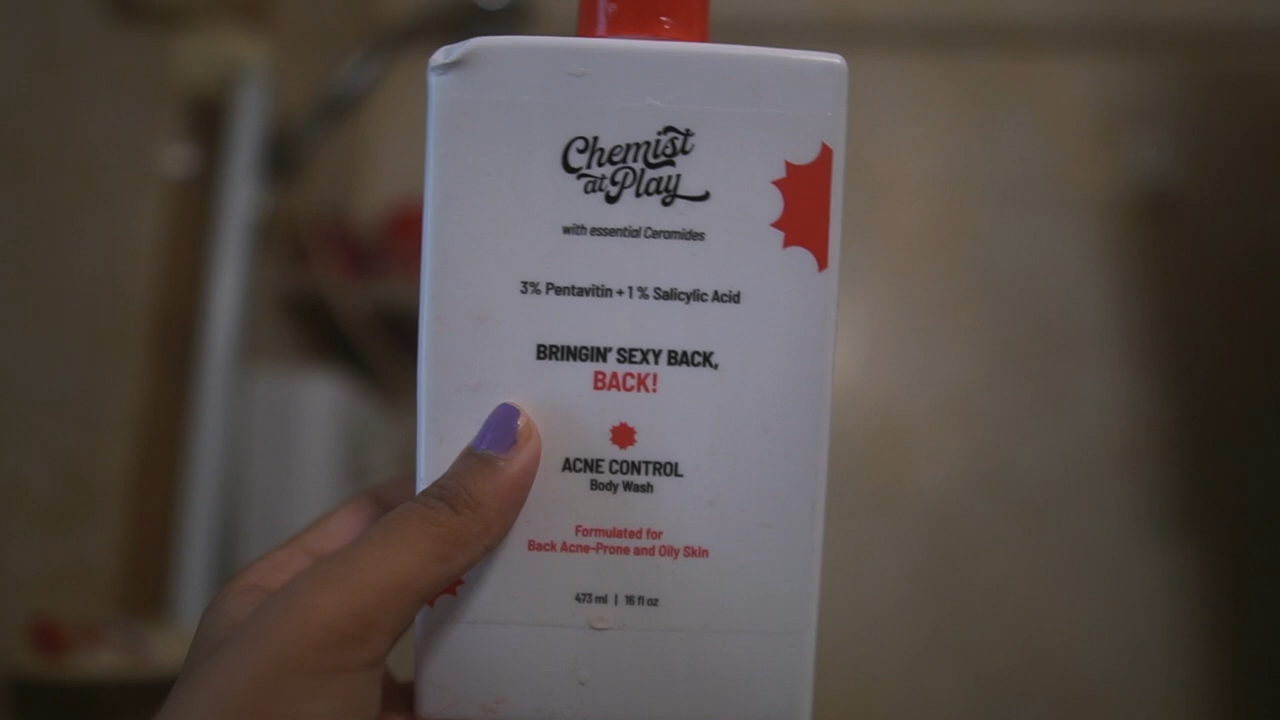 Chemist
at Play
with essential Ceramides
3% Pentavitin + 1 % Salicylic Acid
BRINGIN' SEXY BACK,
BACK!
ACNE CONTROL
Body Wash
Formulated for
Back Acne-Prone and Oily Skin
473 ml | 16 fl oz